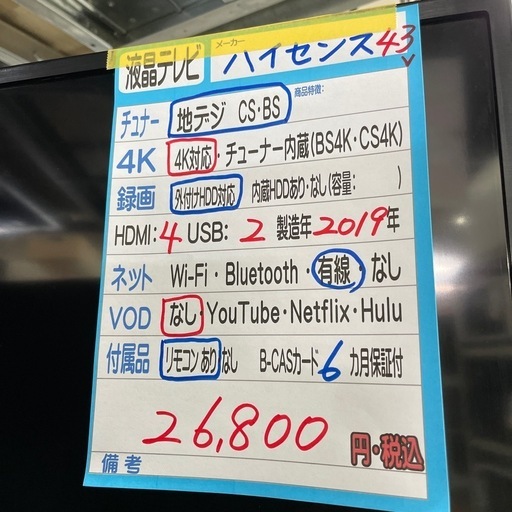 液晶テレビ メーカー ハイセンス43v
チューナー 地デジ CS・BS 商品特徴:
4K 4K対応・チューナー内蔵(BS4K・CS4K)
録画 外付けHDD対応 内蔵HDDあり・なし(容量: )
HDMI:4 USB:2 製造年2019年
ネット Wi-Fi・Bluetooth・有線・なし
VOD なし・YouTube・Netflix・Hulu
付属品 リモコンあり なし B-CASカード 6カ月保証付
26,800 円・税込
備考